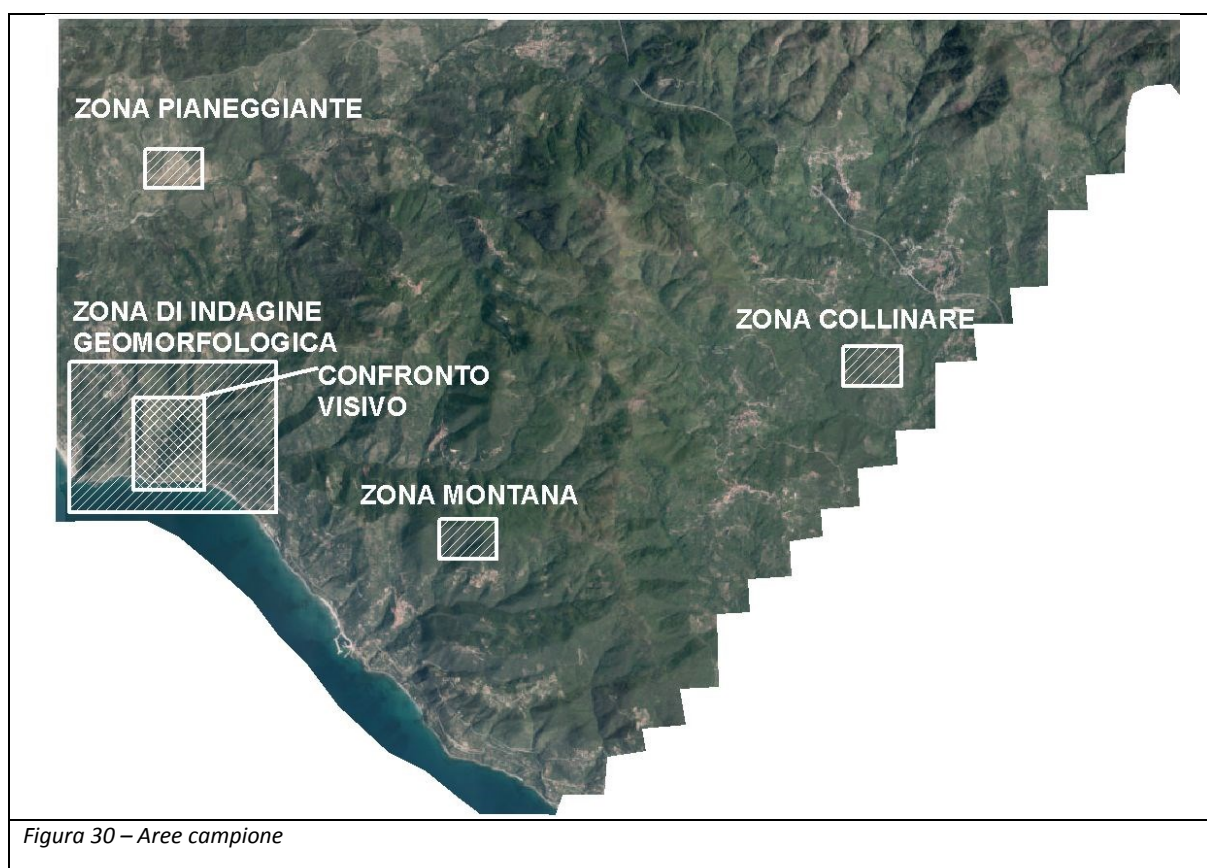 ZONA PIANEGGIANTE
ZONA DI INDAGINE
GEOMORFOLOGICA
CONFRONTO
VISIVO
ZONA COLLINARE
ZONA MONTANA
Figura 30 – Aree campione